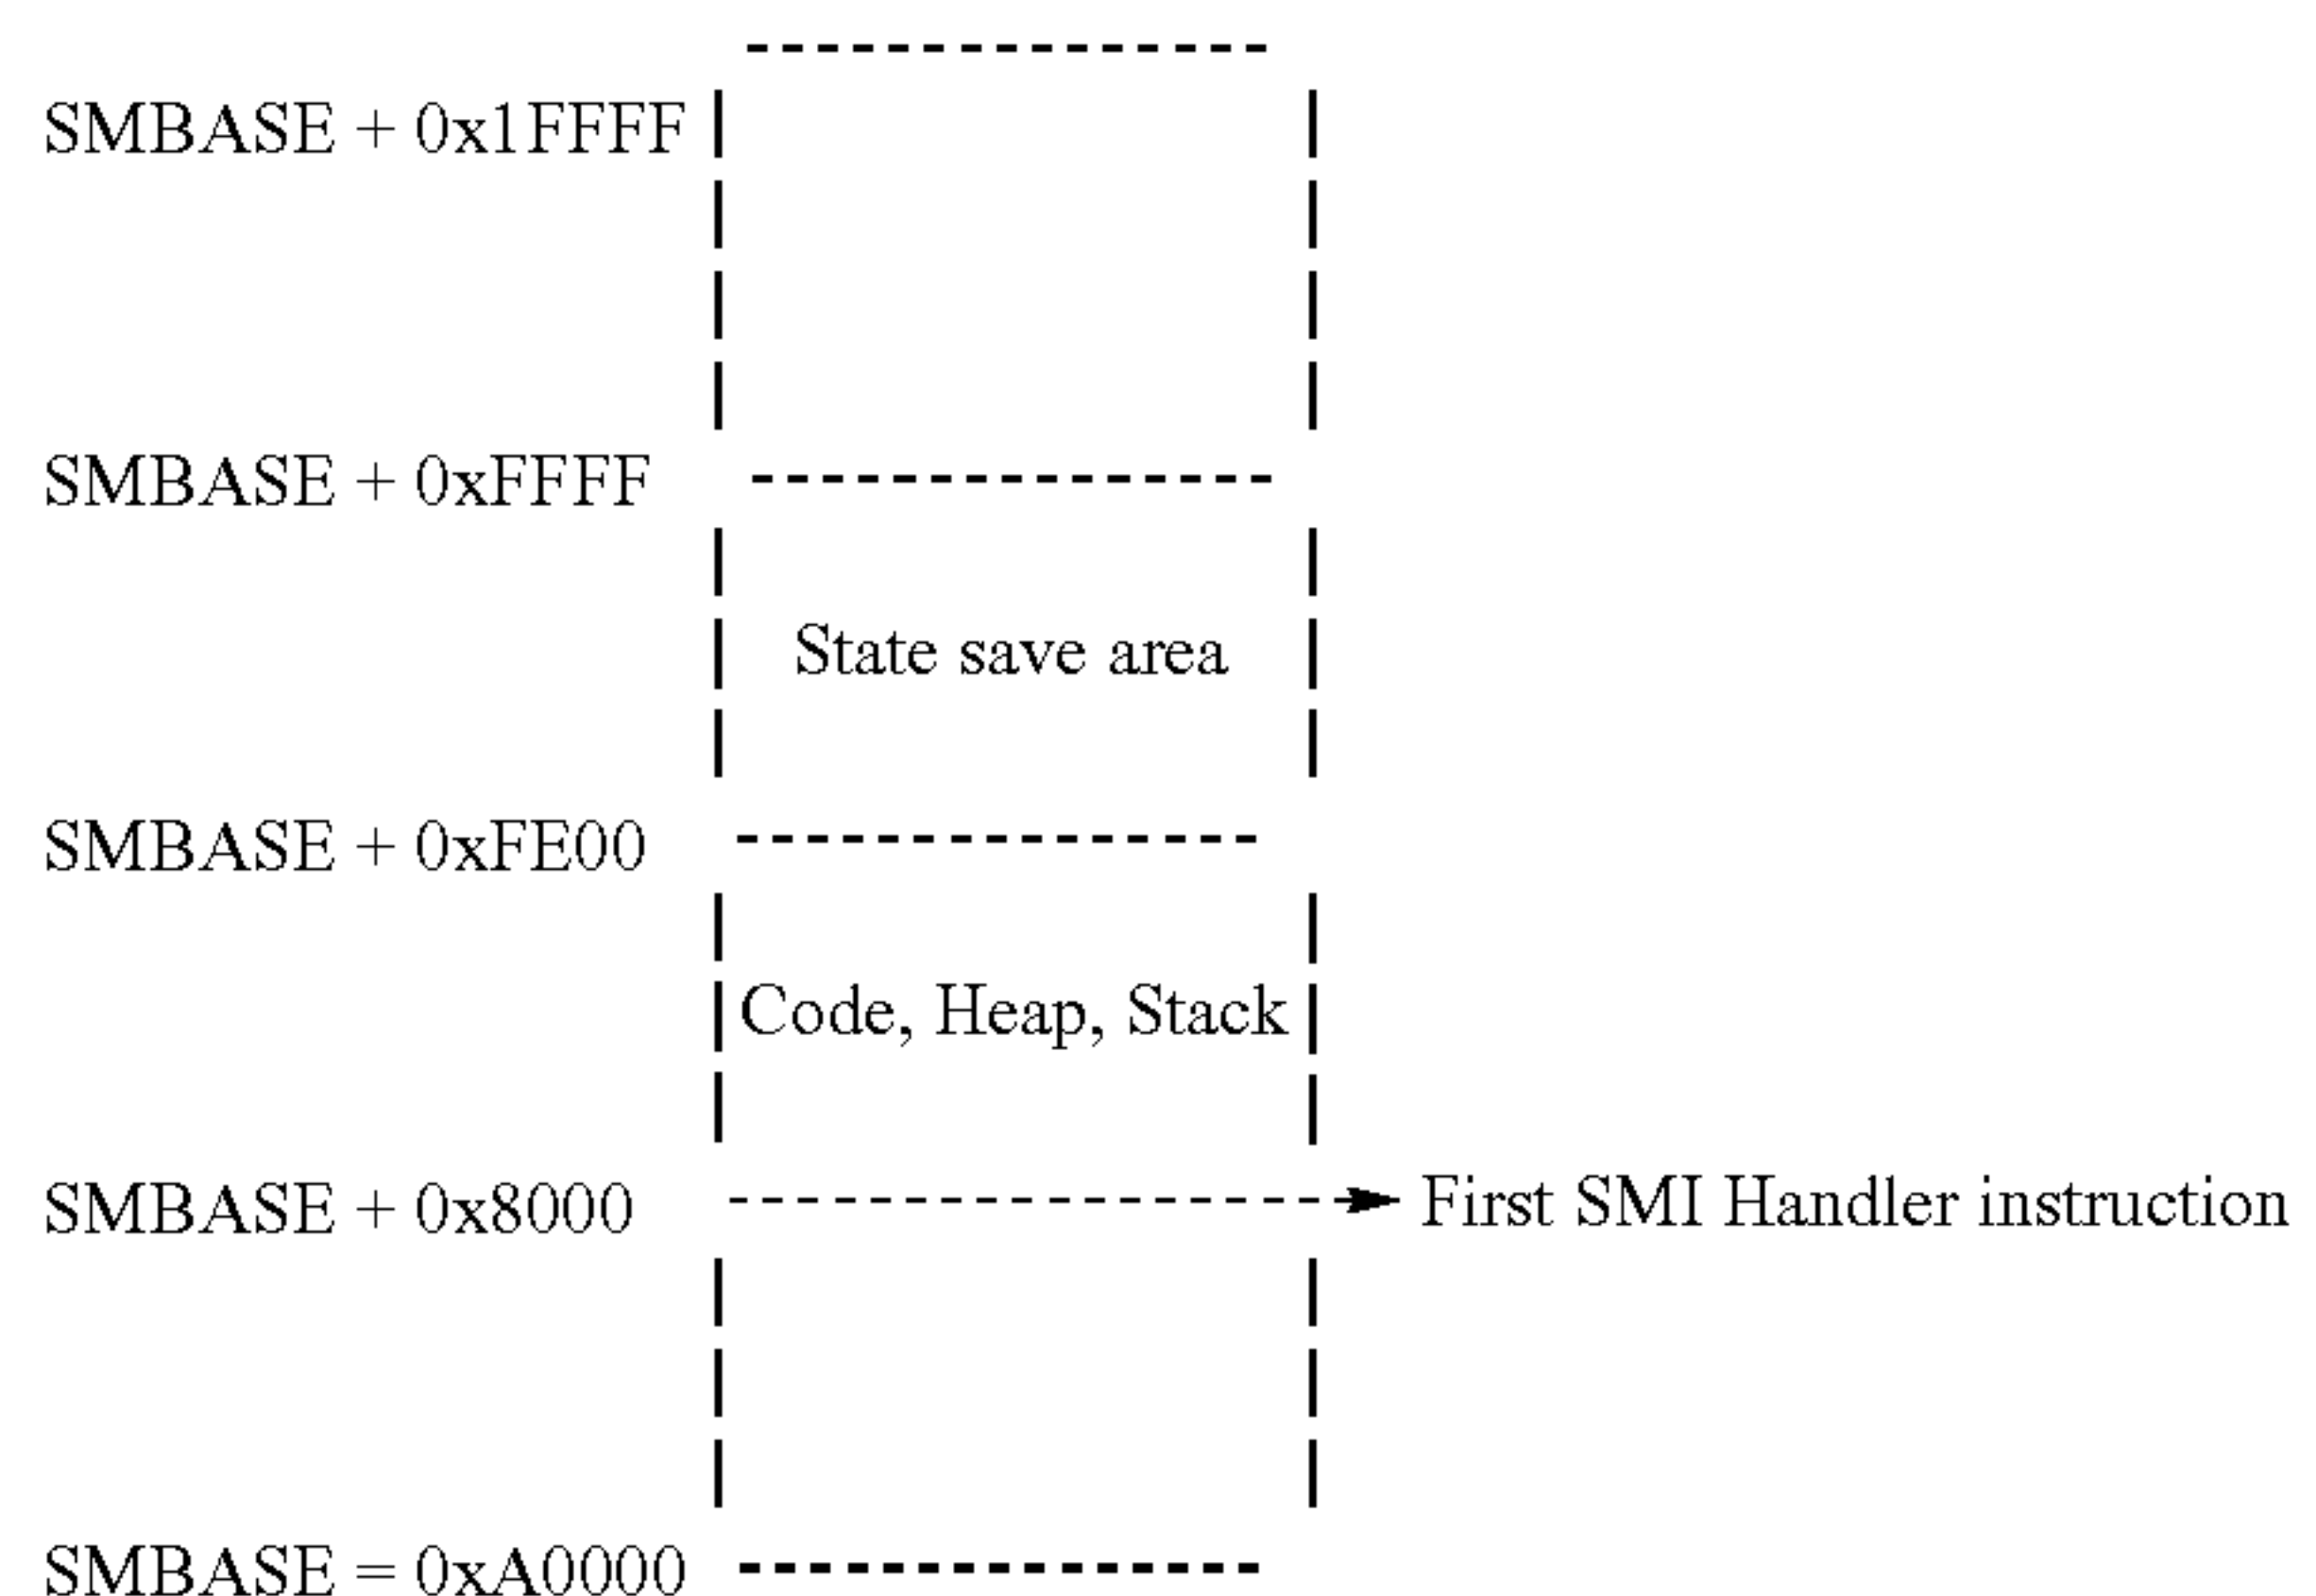 SMBASE + 0x1FFFF
SMBASE + 0xFFFF
State save area
SMBASE + 0xFE00
Code, Heap, Stack
SMBASE + 0x8000
First SMI Handler instruction
SMBASE = 0xA0000